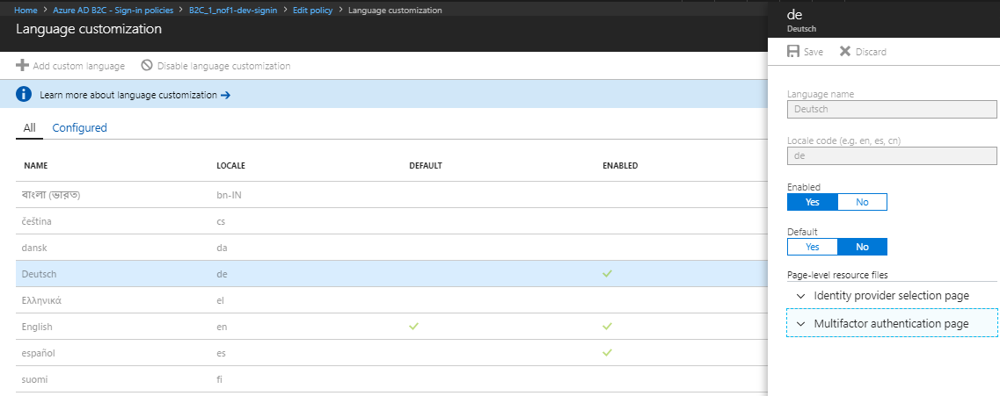 Home > Azure AD B2C - Sign-in policies > B2C_1_nof1-dev-signin > Edit policy > Language customization
Language customization
Add custom language Disable language customization
Learn more about language customization →
All Configured
NAME LOCALE DEFAULT ENABLED
বাংলা (ভারত) bn-IN
čeština cs
dansk da
Deutsch de
Ελληνικά el
English en
español es
suomi fi
de
Deutsch
Save Discard
Language name
Deutsch
Locale code (e.g. en, es, cn)
de
Enabled
Yes No
Default
Yes No
Page-level resource files
Identity provider selection page
Multifactor authentication page